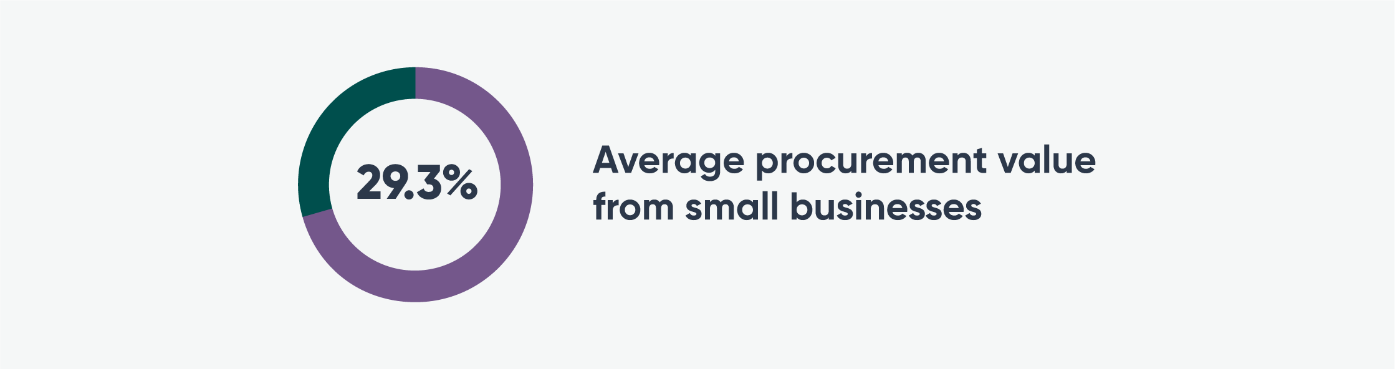 29.3%
Average procurement value
from small businesses